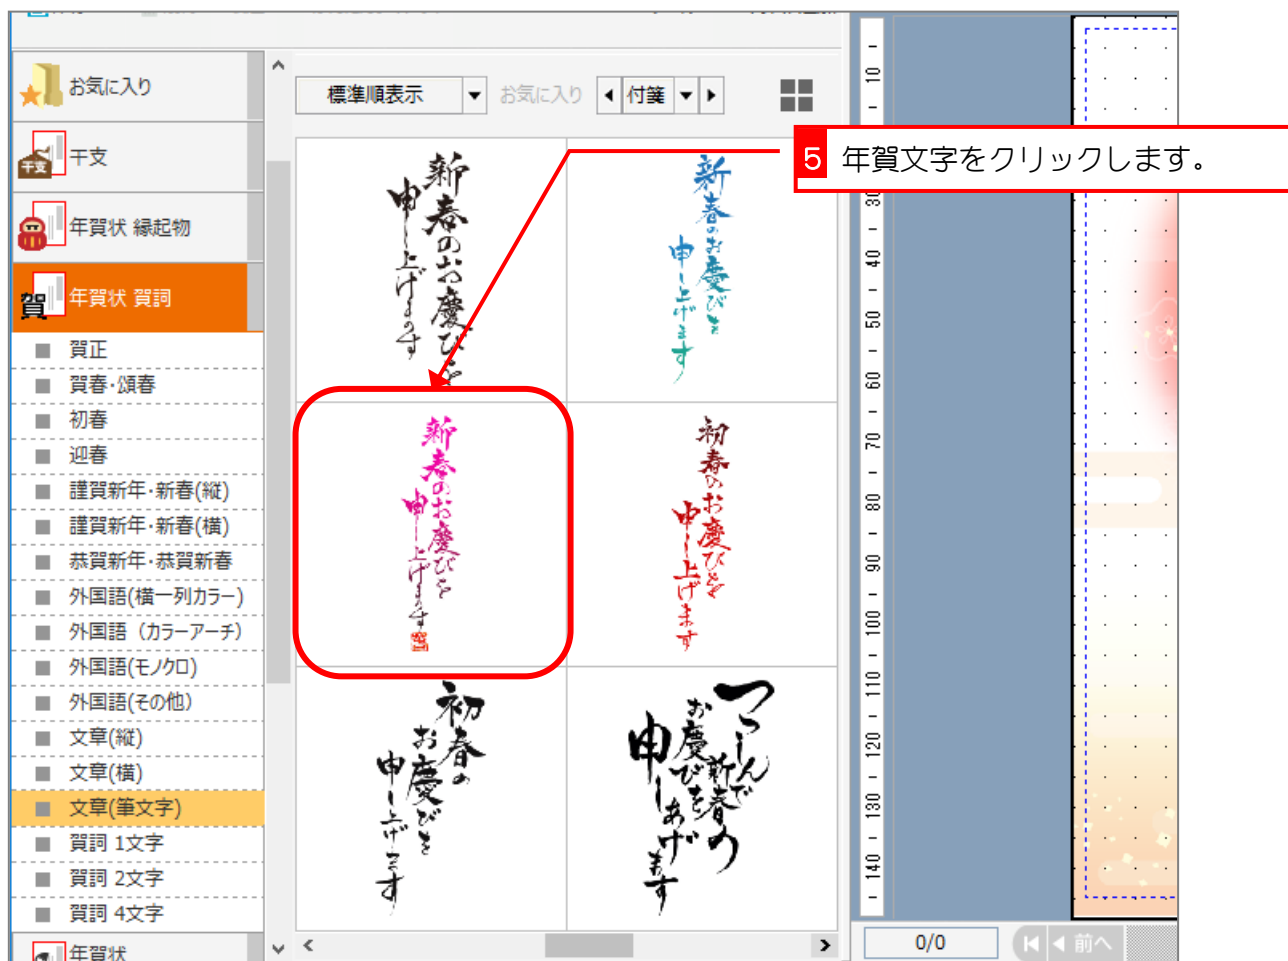 お気に入り
干支
干支
年賀状 縁起物
賀
年賀状 賀詞
賀正
賀春・頌春
初春
迎春
謹賀新年・新春(縦)
謹賀新年・新春(横)
恭賀新年・恭賀新春
外国語(横一列カラー)
外国語（カラーアーチ）
外国語(モノクロ)
外国語(その他)
文章(縦)
文章(横)
文章(筆文字)
賀詞 1文字
賀詞 2文字
賀詞 4文字
年賀状
標準順表示
お気に入り
付箋
新春のお慶びを
申し上げます
新春のお慶びを
申し上げます
新春のお慶びを
申し上げます
初春のお慶びを
申し上げます
初春の
お慶びを
申し上げます
つつしんで
新春の
お慶びを
申しあげます
5 年賀文字をクリックします。
10
30
40
50
60
70
80
90
100
110
120
130
140
0/0
前へ